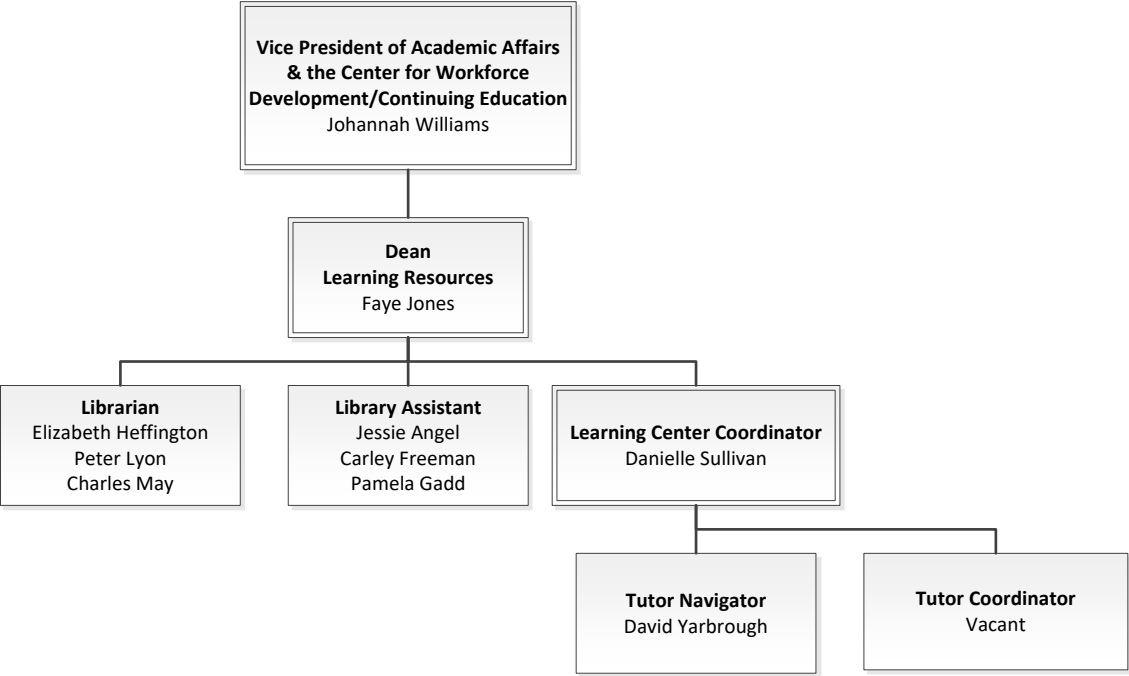 Vice President of Academic Affairs
& the Center for Workforce
Development/Continuing Education
Johannah Williams
Dean
Learning Resources
Faye Jones
Librarian
Elizabeth Heffington
Peter Lyon
Charles May
Library Assistant
Jessie Angel
Carley Freeman
Pamela Gadd
Learning Center Coordinator
Danielle Sullivan
Tutor Navigator
David Yarbrough
Tutor Coordinator
Vacant